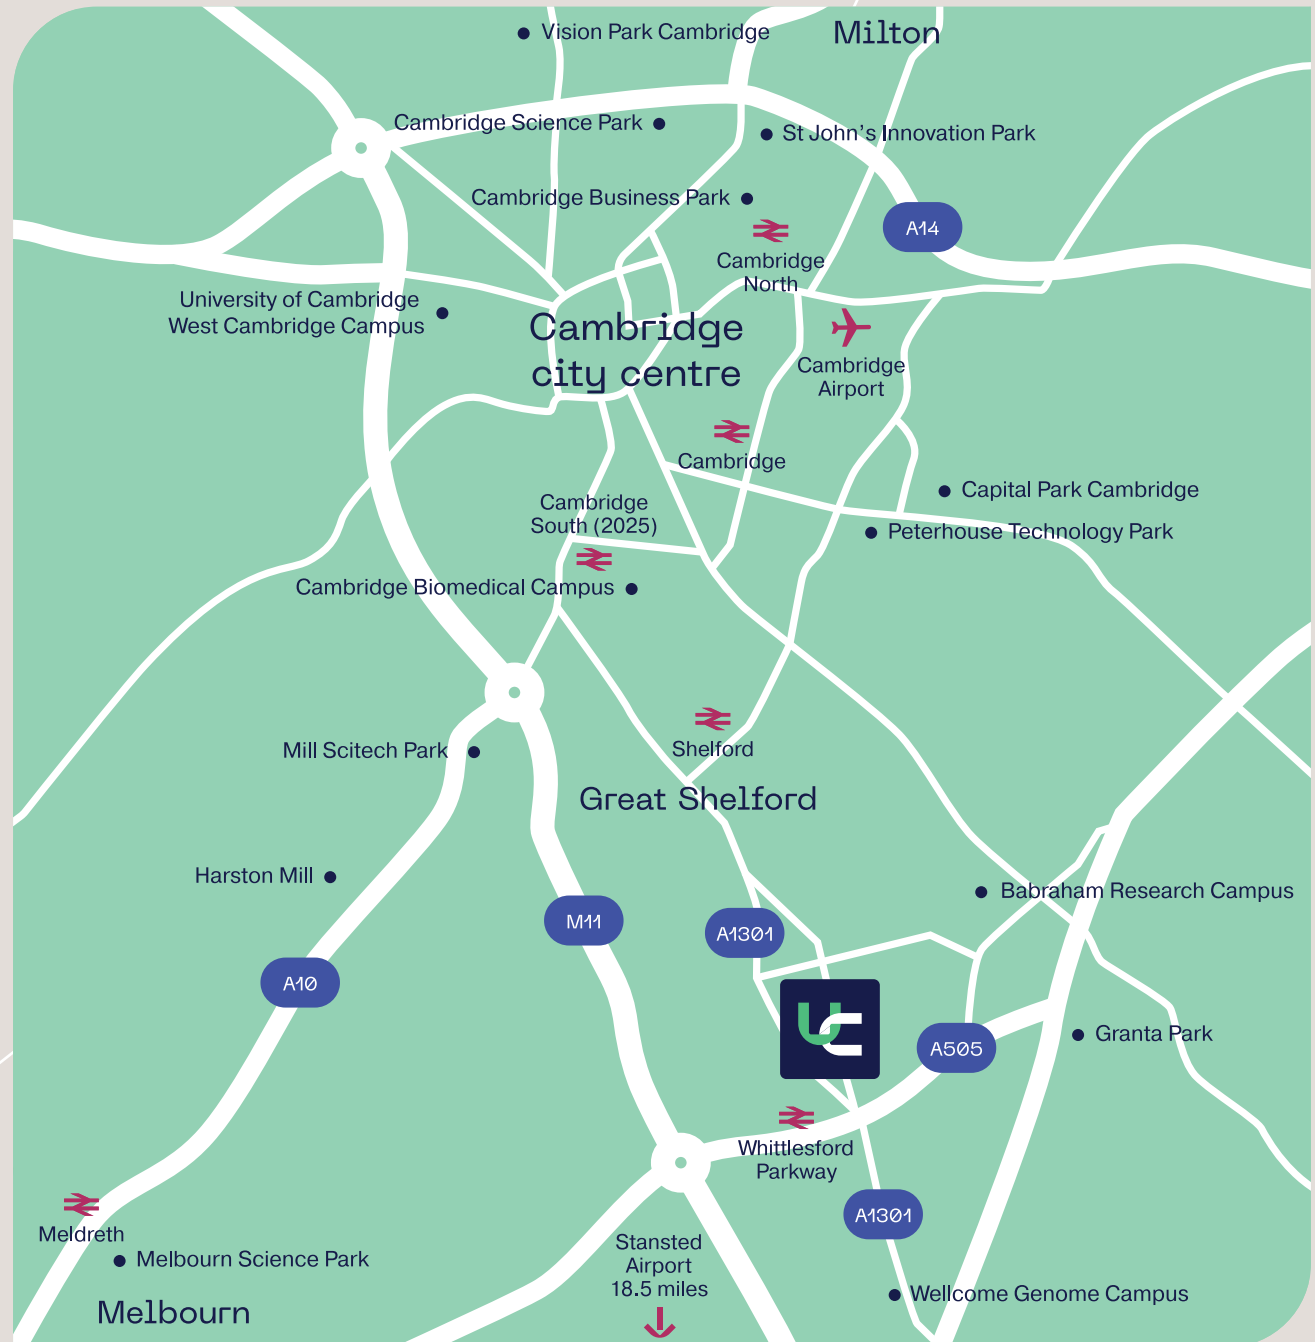 Vision Park Cambridge
Milton
Cambridge Science Park
St John's Innovation Park
Cambridge Business Park
A14
Cambridge
North
University of Cambridge
West Cambridge Campus
Cambridge
city centre
Cambridge
Airport
Cambridge
Capital Park Cambridge
Cambridge
South (2025)
Peterhouse Technology Park
Cambridge Biomedical Campus
Shelford
Mill Scitech Park
Great Shelford
Harston Mill
Babraham Research Campus
M11
A1301
A10
UC
Granta Park
A505
Whittlesford
Parkway
A1301
Meldreth
Melbourn Science Park
Stansted
Airport
18.5 miles
Wellcome Genome Campus
Melbourn